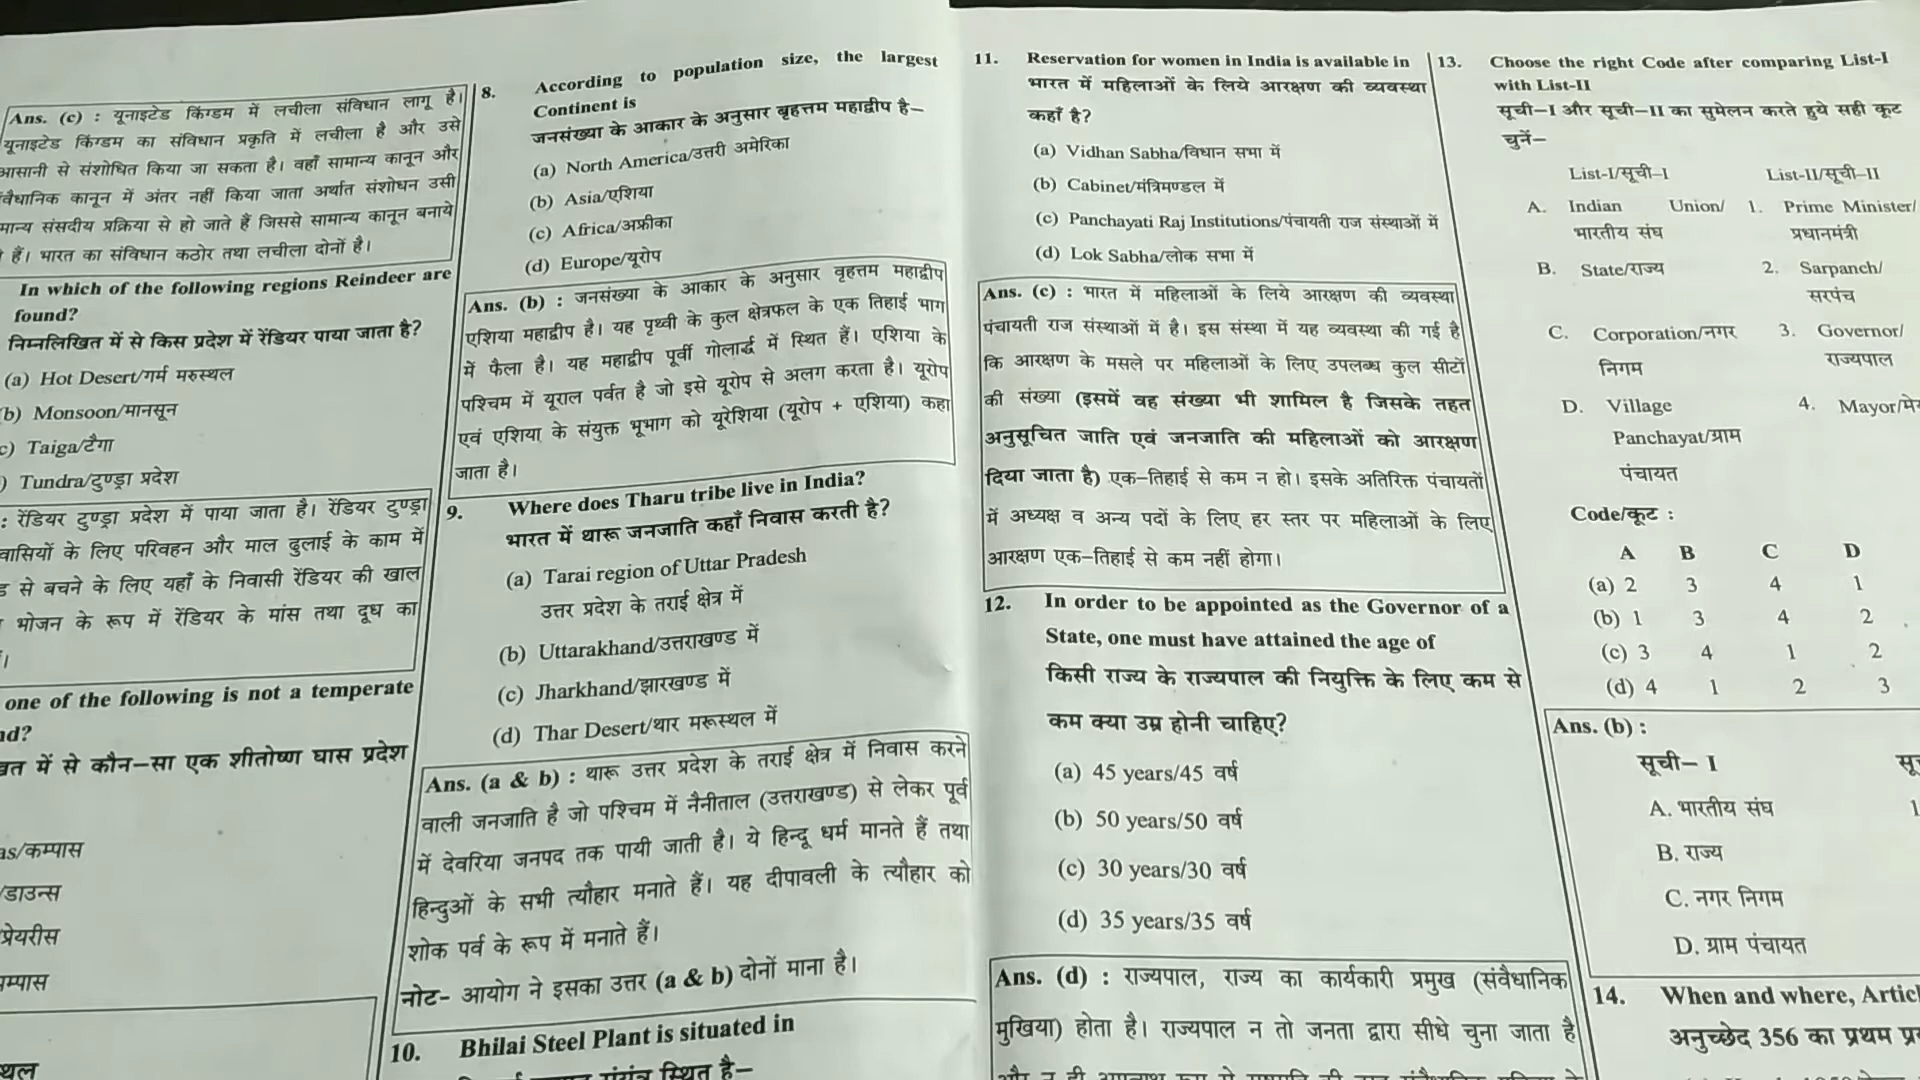 Ans. (c) : यूनाइटेड किंग्डम में लचीला संविधान लागू है।
यूनाइटेड किंग्डम का संविधान प्रकृति में लचीला है और उसे
आसानी से संशोधित किया जा सकता है। वहाँ सामान्य कानून और
वैधानिक कानून में अंतर नहीं किया जाता अर्थात संशोधन उसी
मान्य संसदीय प्रक्रिया से हो जाते हैं जिससे सामान्य कानून बनाये
हैं। भारत का संविधान कठोर तथा लचीला दोनों है।
In which of the following regions Reindeer are
found?
निम्नलिखित में से किस प्रदेश में रेंडियर पाया जाता है?
(a) Hot Desert/गर्म मरुस्थल
b) Monsoon/मानसून
c) Taiga/टैगा
) Tundra/टुण्ड्रा प्रदेश
: रेंडियर टुण्ड्रा प्रदेश में पाया जाता है। रेंडियर टुण्ड्रा
वासियों के लिए परिवहन और माल ढुलाई के काम में
से बचने के लिए यहाँ के निवासी रेंडियर की खाल
भोजन के रूप में रेंडियर के मांस तथा दूध का
one of the following is not a temperate
nd?
में से कौन–सा एक शीतोष्ण घास प्रदेश
as/कम्पास
/डाउन्स
प्रेयरीस
म्पास
8. According to population size, the largest
Continent is
जनसंख्या के आकार के अनुसार बृहत्तम महाद्वीप है–
(a) North America/उत्तरी अमेरिका
(b) Asia/एशिया
(c) Africa/अफ्रीका
(d) Europe/यूरोप
Ans. (b) : जनसंख्या के आकार के अनुसार वृहत्तम महाद्वीप
एशिया महाद्वीप है। यह पृथ्वी के कुल क्षेत्रफल के एक तिहाई भाग
में फैला है। यह महाद्वीप पूर्वी गोलार्द्ध में स्थित हैं। एशिया के
पश्चिम में यूराल पर्वत है जो इसे यूरोप से अलग करता है। यूरोप
एवं एशिया के संयुक्त भूभाग को यूरेशिया (यूरोप + एशिया) कहा
जाता है।
9. Where does Tharu tribe live in India?
भारत में थारू जनजाति कहाँ निवास करती है?
(a) Tarai region of Uttar Pradesh
उत्तर प्रदेश के तराई क्षेत्र में
(b) Uttarakhand/उत्तराखण्ड में
(c) Jharkhand/झारखण्ड में
(d) Thar Desert/थार मरूस्थल में
Ans. (a & b) : थारू उत्तर प्रदेश के तराई क्षेत्र में निवास करने
वाली जनजाति है जो पश्चिम में नैनीताल (उत्तराखण्ड) से लेकर पूर्व
में देवरिया जनपद तक पायी जाती है। ये हिन्दू धर्म मानते हैं तथा
हिन्दुओं के सभी त्यौहार मनाते हैं। यह दीपावली के त्यौहार को
शोक पर्व के रूप में मनाते हैं।
नोट- आयोग ने इसका उत्तर (a & b) दोनों माना है।
10. Bhilai Steel Plant is situated in
स्थित है–
11. Reservation for women in India is available in
भारत में महिलाओं के लिये आरक्षण की व्यवस्था
कहाँ है?
(a) Vidhan Sabha/विधान सभा में
(b) Cabinet/मंत्रिमण्डल में
(c) Panchayati Raj Institutions/पंचायती राज संस्थाओं में
(d) Lok Sabha/लोक सभा में
Ans. (c) : भारत में महिलाओं के लिये आरक्षण की व्यवस्था
पंचायती राज संस्थाओं में है। इस संस्था में यह व्यवस्था की गई है
कि आरक्षण के मसले पर महिलाओं के लिए उपलब्ध कुल सीटों
की संख्या (इसमें वह संख्या भी शामिल है जिसके तहत
अनुसूचित जाति एवं जनजाति की महिलाओं को आरक्षण
दिया जाता है) एक–तिहाई से कम न हो। इसके अतिरिक्त पंचायतों
में अध्यक्ष व अन्य पदों के लिए हर स्तर पर महिलाओं के लिए
आरक्षण एक–तिहाई से कम नहीं होगा।
12. In order to be appointed as the Governor of a
State, one must have attained the age of
किसी राज्य के राज्यपाल की नियुक्ति के लिए कम से
कम क्या उम्र होनी चाहिए?
(a) 45 years/45 वर्ष
(b) 50 years/50 वर्ष
(c) 30 years/30 वर्ष
(d) 35 years/35 वर्ष
Ans. (d) : राज्यपाल, राज्य का कार्यकारी प्रमुख (संवैधानिक
मुखिया) होता है। राज्यपाल न तो जनता द्वारा सीधे चुना जाता है
13. Choose the right Code after comparing List-I
with List-II
सूची–I और सूची–II का सुमेलन करते हुये सही कूट
चुनें–
List-I/सूची–I List-II/सूची–II
A. Indian Union/ 1. Prime Minister/
भारतीय संघ प्रधानमंत्री
B. State/राज्य 2. Sarpanch/
सरपंच
C. Corporation/नगर 3. Governor/
निगम राज्यपाल
D. Village 4. Mayor/मे
Panchayat/ग्राम
पंचायत
Code/कूट :
A B C D
(a) 2 3 4 1
(b) 1 3 4 2
(c) 3 4 1 2
(d) 4 1 2 3
Ans. (b) :
सूची– I सू
A. भारतीय संघ 1
B. राज्य
C. नगर निगम
D. ग्राम पंचायत
14. When and where, Artic
अनुच्छेद 356 का प्रथम प्र